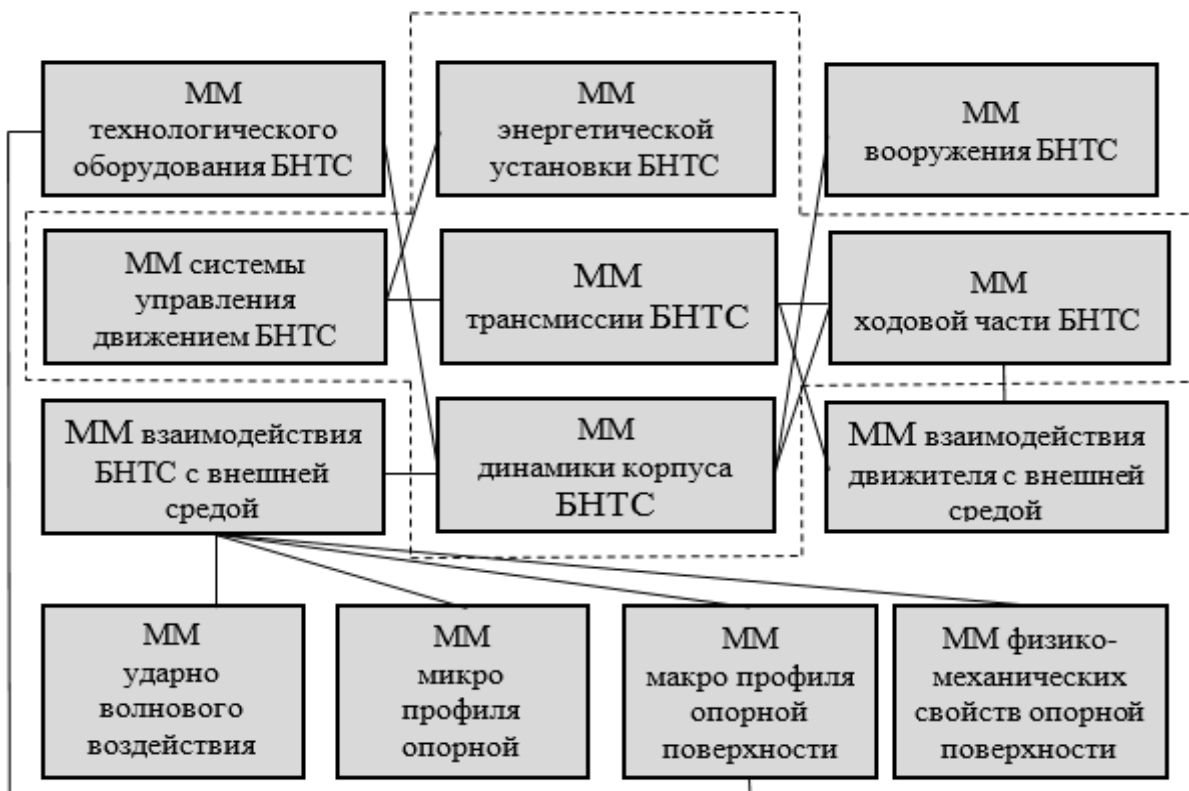 ММ
технологического
оборудования БНТС
ММ
энергетической
установки БНТС
ММ
вооружения БНТС
ММ системы
управления
движением БНТС
ММ
трансмиссии БНТС
ММ
ходовой части БНТС
ММ взаимодействия
БНТС с внешней
средой
ММ
динамики корпуса
БНТС
ММ взаимодействия
движителя с внешней
средой
ММ
ударно
волнового
воздействия
ММ
микро
профиля
опорной
ММ
макро профиля
опорной
поверхности
ММ физико-
механических
свойств опорной
поверхности